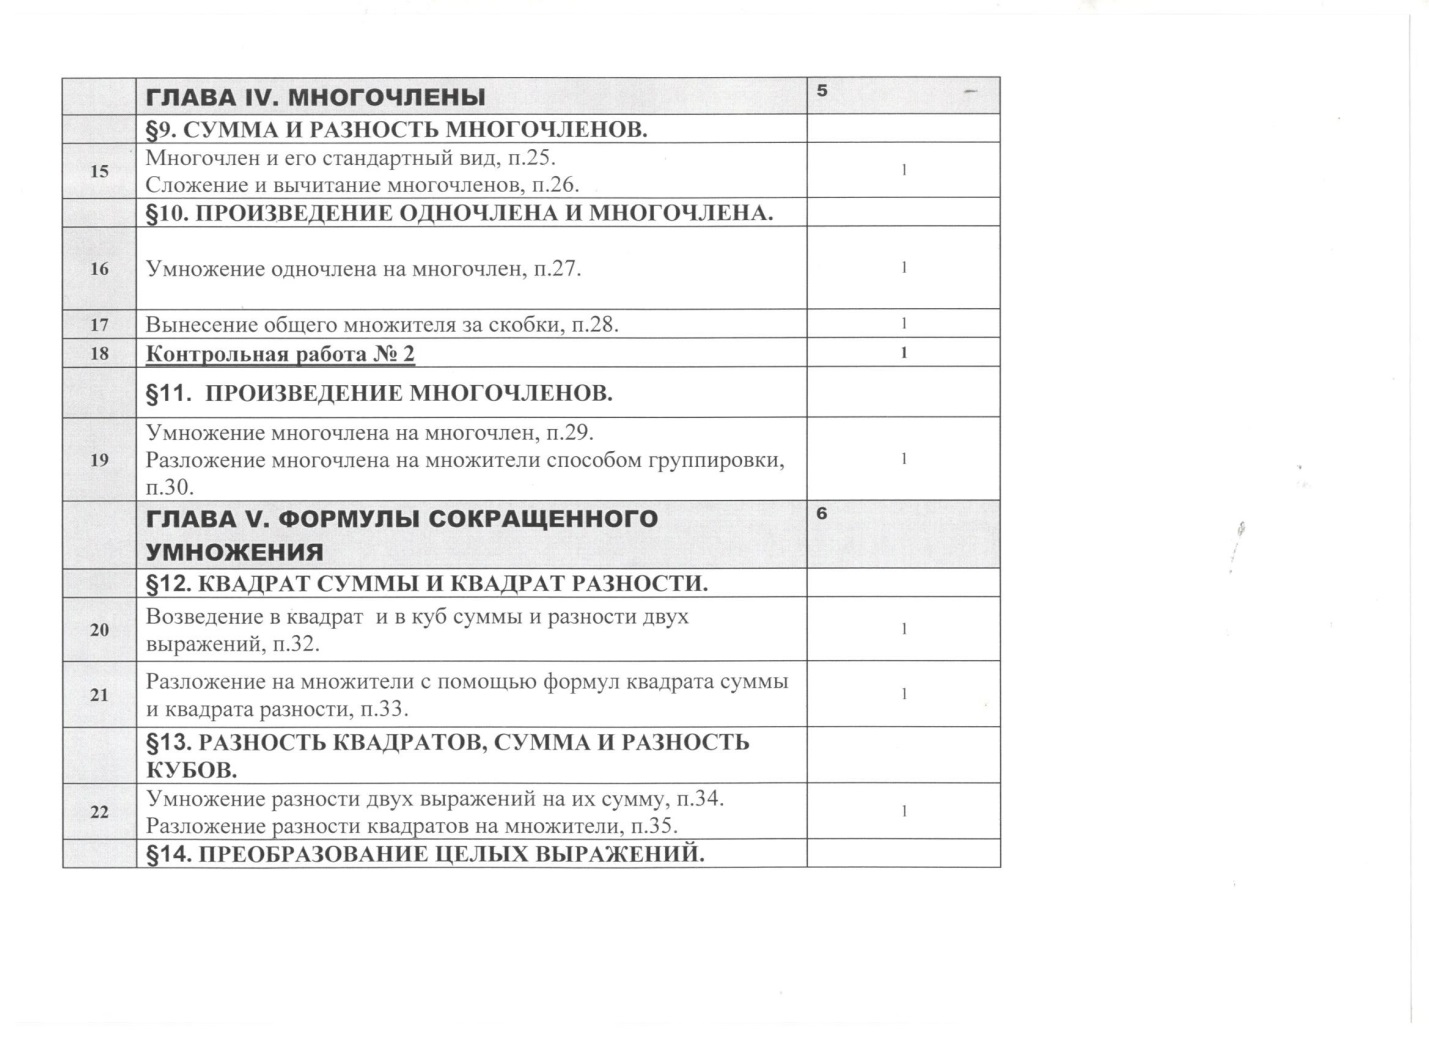 ГЛАВА IV. МНОГОЧЛЕНЫ 5
§9. СУММА И РАЗНОСТЬ МНОГОЧЛЕНОВ.
15 Многочлен и его стандартный вид, п.25. 1
Сложение и вычитание многочленов, п.26.
§10. ПРОИЗВЕДЕНИЕ ОДНОЧЛЕНА И МНОГОЧЛЕНА.
16 Умножение одночлена на многочлен, п.27. 1
17 Вынесение общего множителя за скобки, п.28. 1
18 Контрольная работа № 2 1
§11. ПРОИЗВЕДЕНИЕ МНОГОЧЛЕНОВ.
Умножение многочлена на многочлен, п.29.
19 Разложение многочлена на множители способом группировки, 1
п.30.
ГЛАВА V. ФОРМУЛЫ СОКРАЩЕННОГО 6
УМНОЖЕНИЯ
§12. КВАДРАТ СУММЫ И КВАДРАТ РАЗНОСТИ.
20 Возведение в квадрат и в куб суммы и разности двух 1
выражений, п.32.
21 Разложение на множители с помощью формул квадрата суммы 1
и квадрата разности, п.33.
§13. РАЗНОСТЬ КВАДРАТОВ, СУММА И РАЗНОСТЬ
КУБОВ.
22 Умножение разности двух выражений на их сумму, п.34. 1
Разложение разности квадратов на множители, п.35.
§14. ПРЕОБРАЗОВАНИЕ ЦЕЛЫХ ВЫРАЖЕНИЙ.